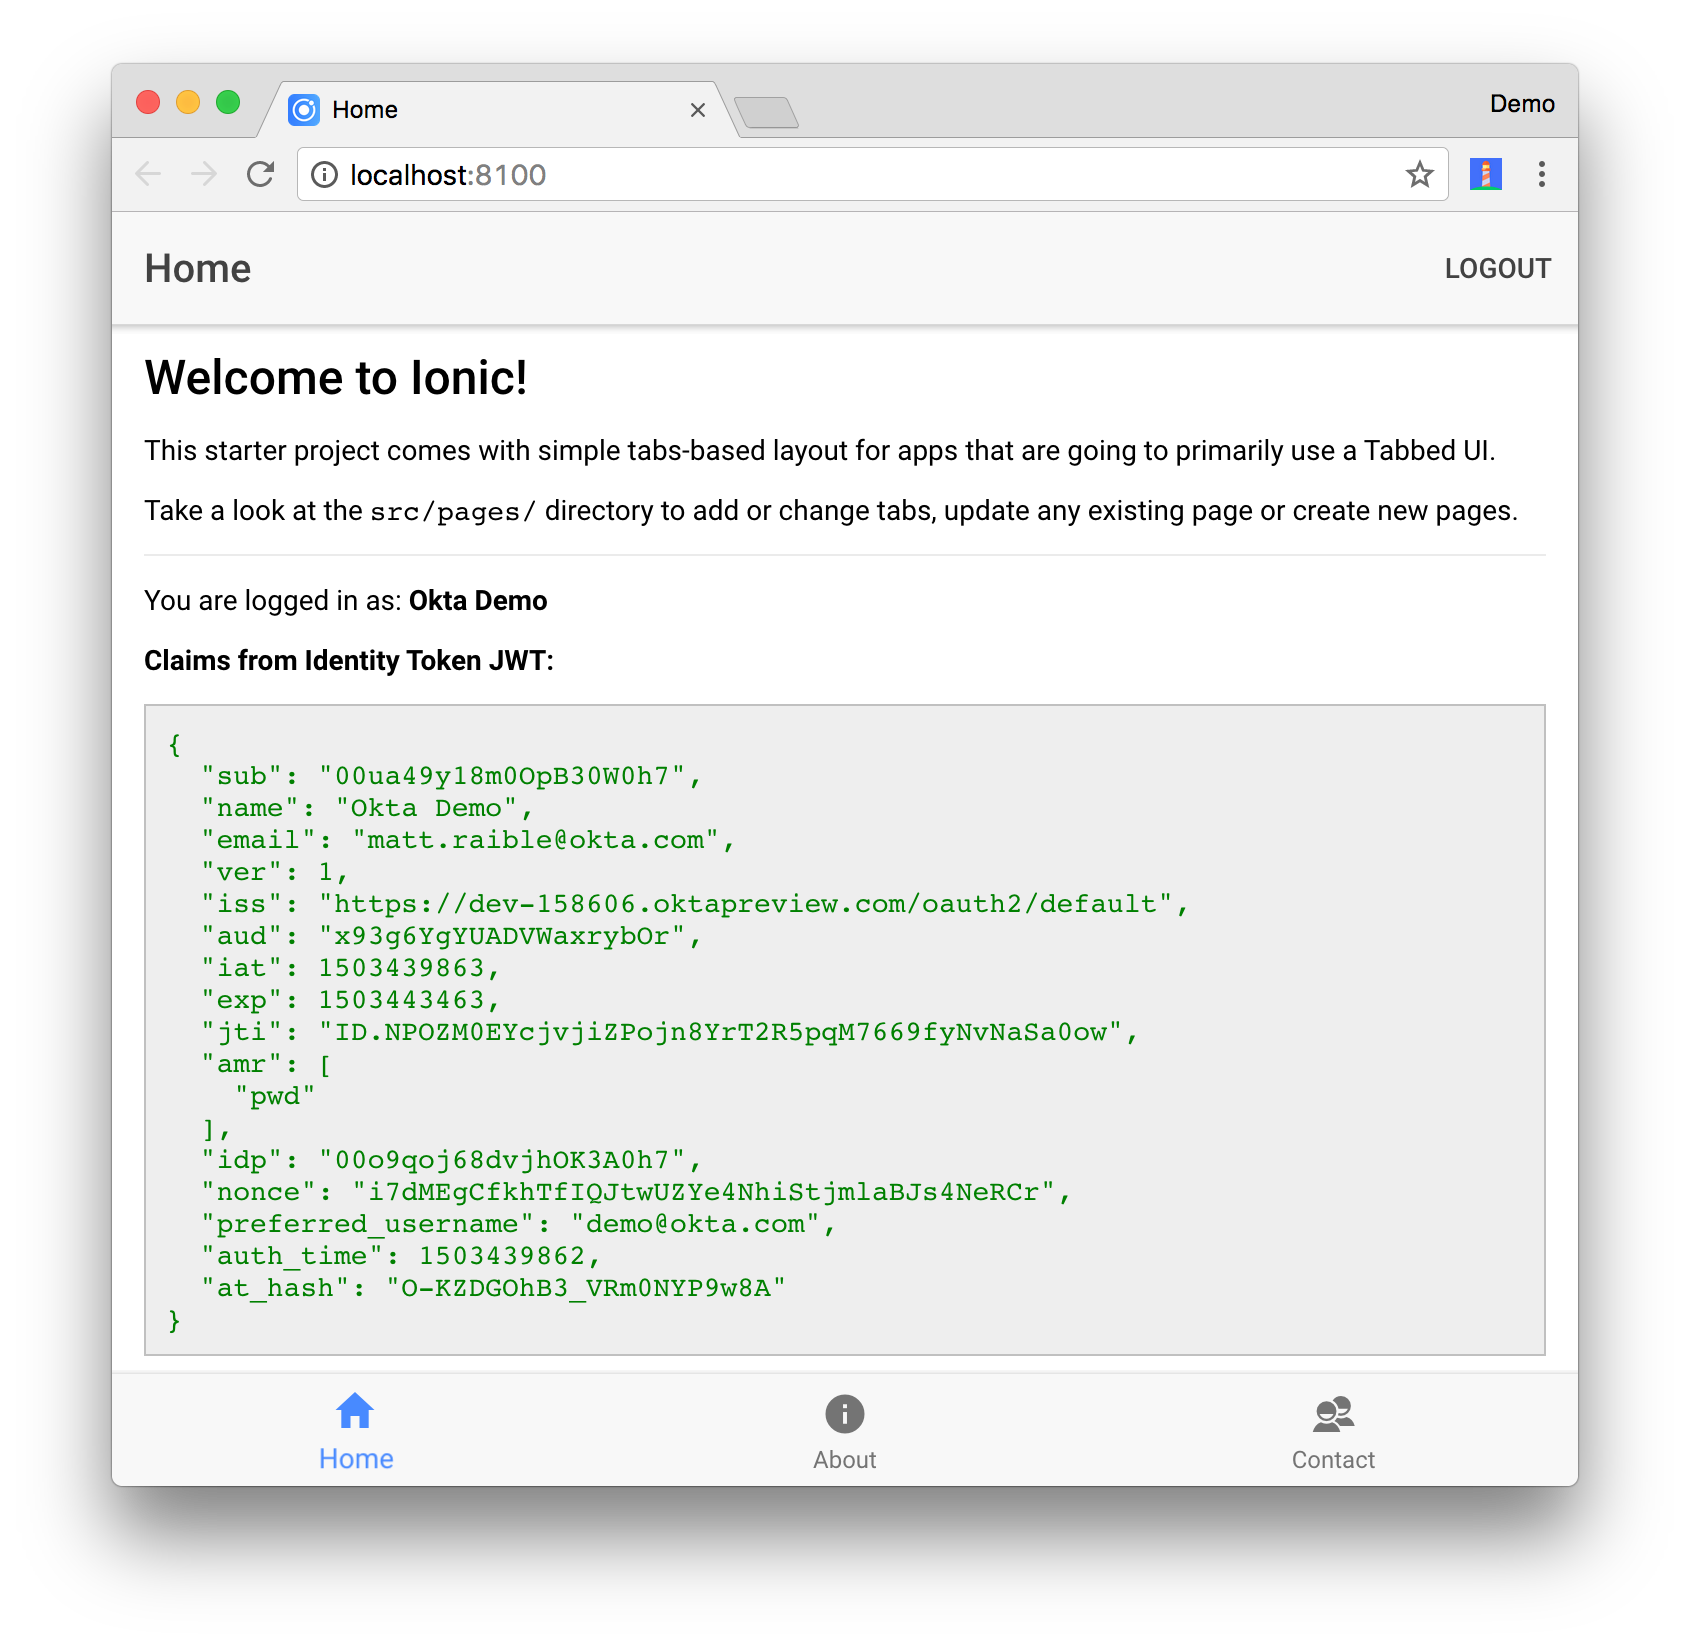 Home
Demo
localhost:8100
Home
LOGOUT
Welcome to Ionic!
This starter project comes with simple tabs-based layout for apps that are going to primarily use a Tabbed UI.
Take a look at the src/pages/ directory to add or change tabs, update any existing page or create new pages.
You are logged in as: Okta Demo
Claims from Identity Token JWT:
{
"sub": "00ua49y18m0OpB30W0h7",
"name": "Okta Demo",
"email": "matt.raible@okta.com",
"ver": 1,
"iss": "https://dev-158606.oktapreview.com/oauth2/default",
"aud": "x93g6YgYUADVWaxrybOr",
"iat": 1503439863,
"exp": 1503443463,
"jti": "ID.NPOZM0EYcjvjiZPojn8YrT2R5pqM7669fyNvNaSa0ow",
"amr": [
"pwd"
],
"idp": "00o9qoj68dvjhOK3A0h7",
"nonce": "i7dMEgCfkhTfIQJtwUZYe4NhiStjmlaBJs4NeRCr",
"preferred_username": "demo@okta.com",
"auth_time": 1503439862,
"at_hash": "O-KZDGOhB3_VRm0NYP9w8A"
}
Home
About
Contact